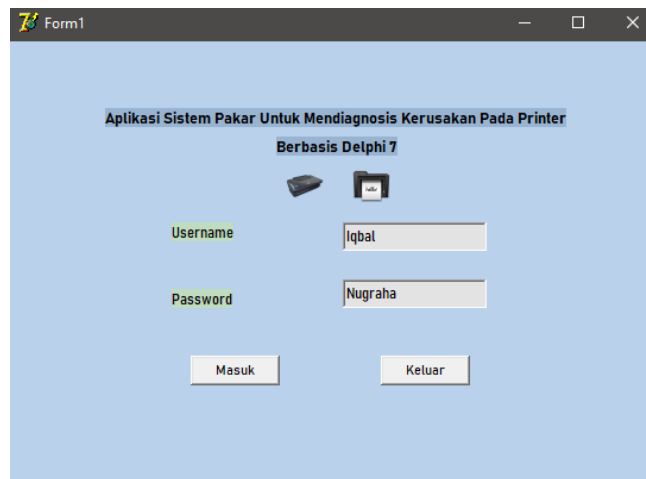 Form1
Aplikasi Sistem Pakar Untuk Mendiagnosis Kerusakan Pada Printer
Berbasis Delphi 7
Username
Iqbal
Password
Nugraha
Masuk
Keluar